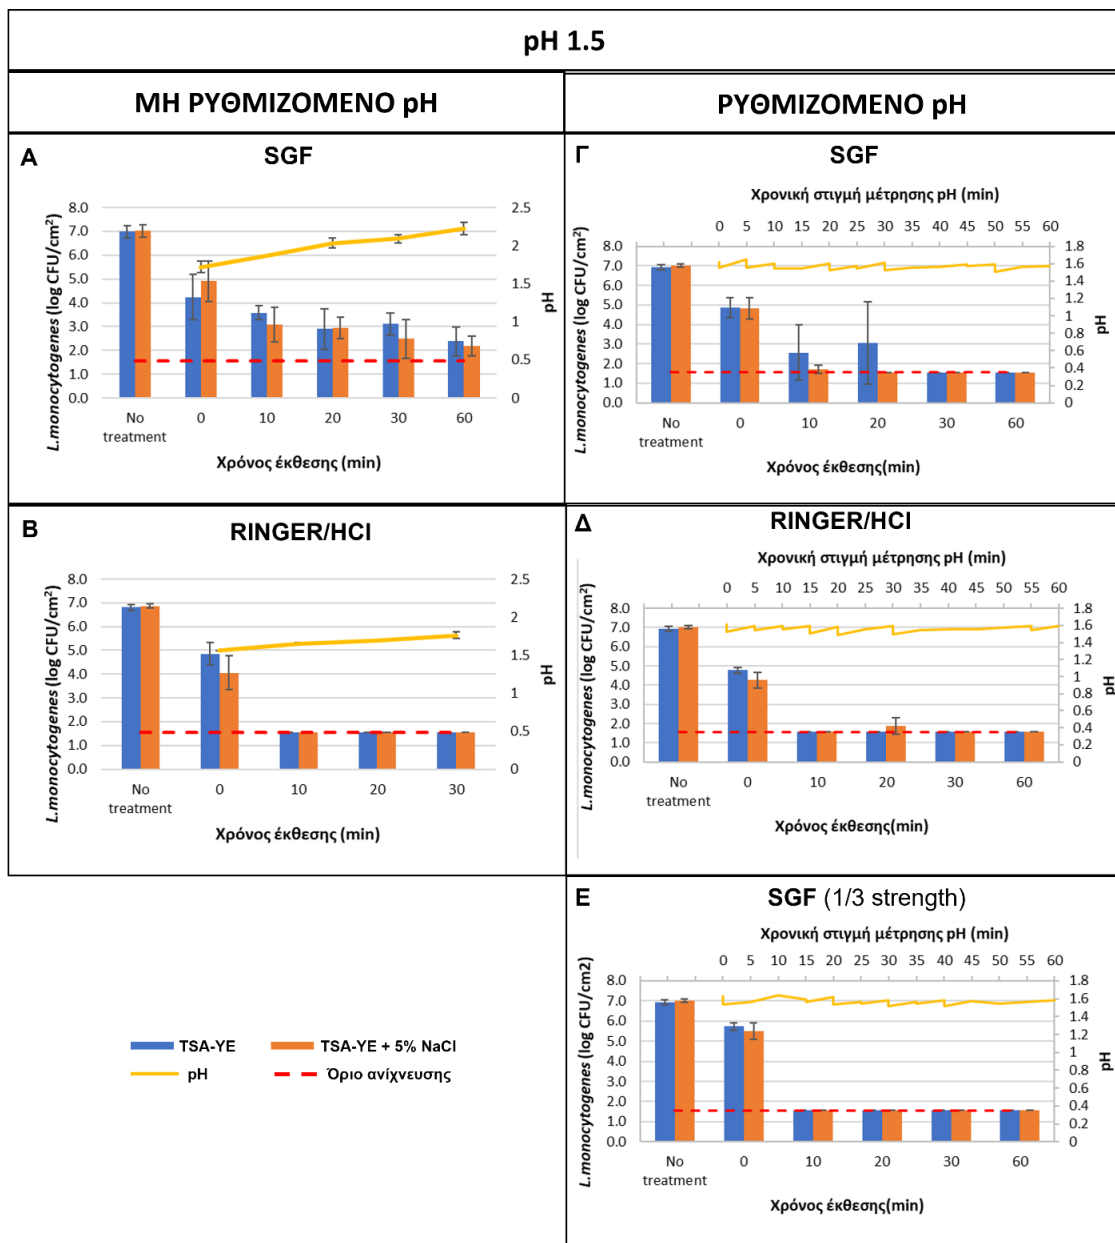 pH 1.5
ΜΗ ΡΥΘΜΙΖΟΜΕΝΟ pH
ΡΥΘΜΙΖΟΜΕΝΟ pH
A
SGF
L.monocytogenes (log CFU/cm²)
8.0
7.0
6.0
5.0
4.0
3.0
2.0
1.0
0.0
2.5
2
1.5
1
0.5
0
pH
No treatment
0
10
20
30
60
Χρόνος έκθεσης (min)
Γ
SGF
Χρονική στιγμή μέτρησης pH (min)
0 5 10 15 20 25 30 40 45 50 55 60
L.monocytogenes (log CFU/cm²)
8.0
7.0
6.0
5.0
4.0
3.0
2.0
1.0
0.0
1.8
1.6
1.4
1.2
1
0.8
0.6
0.4
0.2
0
pH
No treatment
0
10
20
30
60
Χρόνος έκθεσης(min)
B
RINGER/HCl
L.monocytogenes (log CFU/cm²)
8.0
7.0
6.0
5.0
4.0
3.0
2.0
1.0
0.0
2.5
2
1.5
1
0.5
0
pH
No treatment
0
10
20
30
Χρόνος έκθεσης (min)
Δ
RINGER/HCl
Χρονική στιγμή μέτρησης pH (min)
0 5 10 15 20 25 30 40 45 50 55 60
L.monocytogenes (log CFU/cm²)
8.0
7.0
6.0
5.0
4.0
3.0
2.0
1.0
0.0
1.8
1.6
1.4
1.2
1
0.8
0.6
0.4
0.2
0
pH
No treatment
0
10
20
30
60
Χρόνος έκθεσης(min)
E
SGF (1/3 strength)
Χρονική στιγμή μέτρησης pH (min)
0 5 10 15 20 25 30 40 45 50 55 60
L.monocytogenes (log CFU/cm2)
8.0
7.0
6.0
5.0
4.0
3.0
2.0
1.0
0.0
1.8
1.6
1.4
1.2
1
0.8
0.6
0.4
0.2
0
pH
No treatment
0
10
20
30
60
Χρόνος έκθεσης(min)
TSA-YE
TSA-YE + 5% NaCl
pH
Όριο ανίχνευσης